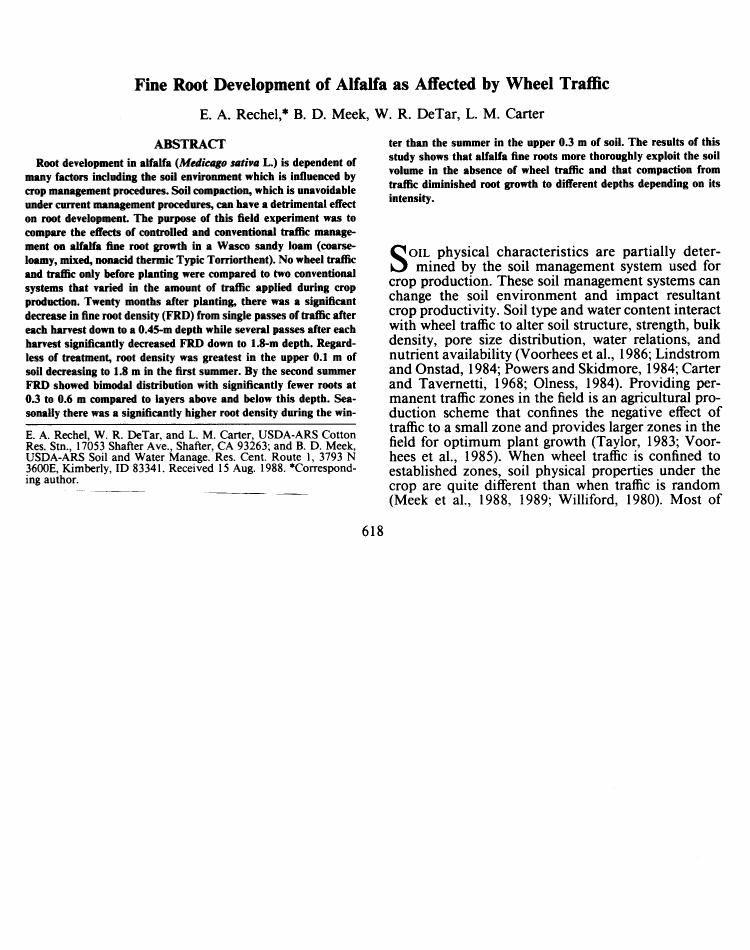 Fine Root Development of Alfalfa as Affected by Wheel Traffic
E. A. Rechel,* B. D. Meek, W. R. DeTar, L. M. Carter
ABSTRACT
Root development in alfalfa (Medicago sativa L.) is dependent of
many factors including the soil environment which is influenced by
crop management procedures. Soil compaction, which is unavoidable
under current management procedures, can have a detrimental effect
on root development. The purpose of this field experiment was to
compare the effects of controlled and conventional traffic manage-
ment on alfalfa fine root growth in a Wasco sandy loam (coarse-
loamy, mixed, nonacid thermic Typic Torriorthent). No wheel traffic
and traffic only before planting were compared to two conventional
systems that varied in the amount of traffic applied during crop
production. Twenty months after planting, there was a significant
decrease in fine root density (FRD) from single passes of traffic after
each harvest down to a 0.45-m depth while several passes after each
harvest significantly decreased FRD down to 1.8-m depth. Regard-
less of treatment, root density was greatest in the upper 0.1 m of
soil decreasing to 1.8 m in the first summer. By the second summer
FRD showed bimodal distribution with significantly fewer roots at
0.3 to 0.6 m compared to layers above and below this depth. Sea-
sonally there was a significantly higher root density during the win-
E. A. Rechel, W. R. DeTar, and L. M. Carter, USDA-ARS Cotton
Res. Stn., 17053 Shafter Ave., Shafter, CA 93263; and B. D. Meek,
USDA-ARS Soil and Water Manage. Res. Cent. Route 1, 3793 N
3600E, Kimberly, ID 83341. Received 15 Aug. 1988. *Correspond-
ing author.
ter than the summer in the upper 0.3 m of soil. The results of this
study shows that alfalfa fine roots more thoroughly exploit the soil
volume in the absence of wheel traffic and that compaction from
traffic diminished root growth to different depths depending on its
intensity.
SOIL physical characteristics are partially deter-
mined by the soil management system used for
crop production. These soil management systems can
change the soil environment and impact resultant
crop productivity. Soil type and water content interact
with wheel traffic to alter soil structure, strength, bulk
density, pore size distribution, water relations, and
nutrient availability (Voorhees et al., 1986; Lindstrom
and Onstad, 1984; Powers and Skidmore, 1984; Carter
and Tavernetti, 1968; Olness, 1984). Providing per-
manent traffic zones in the field is an agricultural pro-
duction scheme that confines the negative effect of
traffic to a small zone and provides larger zones in the
field for optimum plant growth (Taylor, 1983; Voor-
hees et al., 1985). When wheel traffic is confined to
established zones, soil physical properties under the
crop are quite different than when traffic is random
(Meek et al., 1988, 1989; Williford, 1980). Most of
618